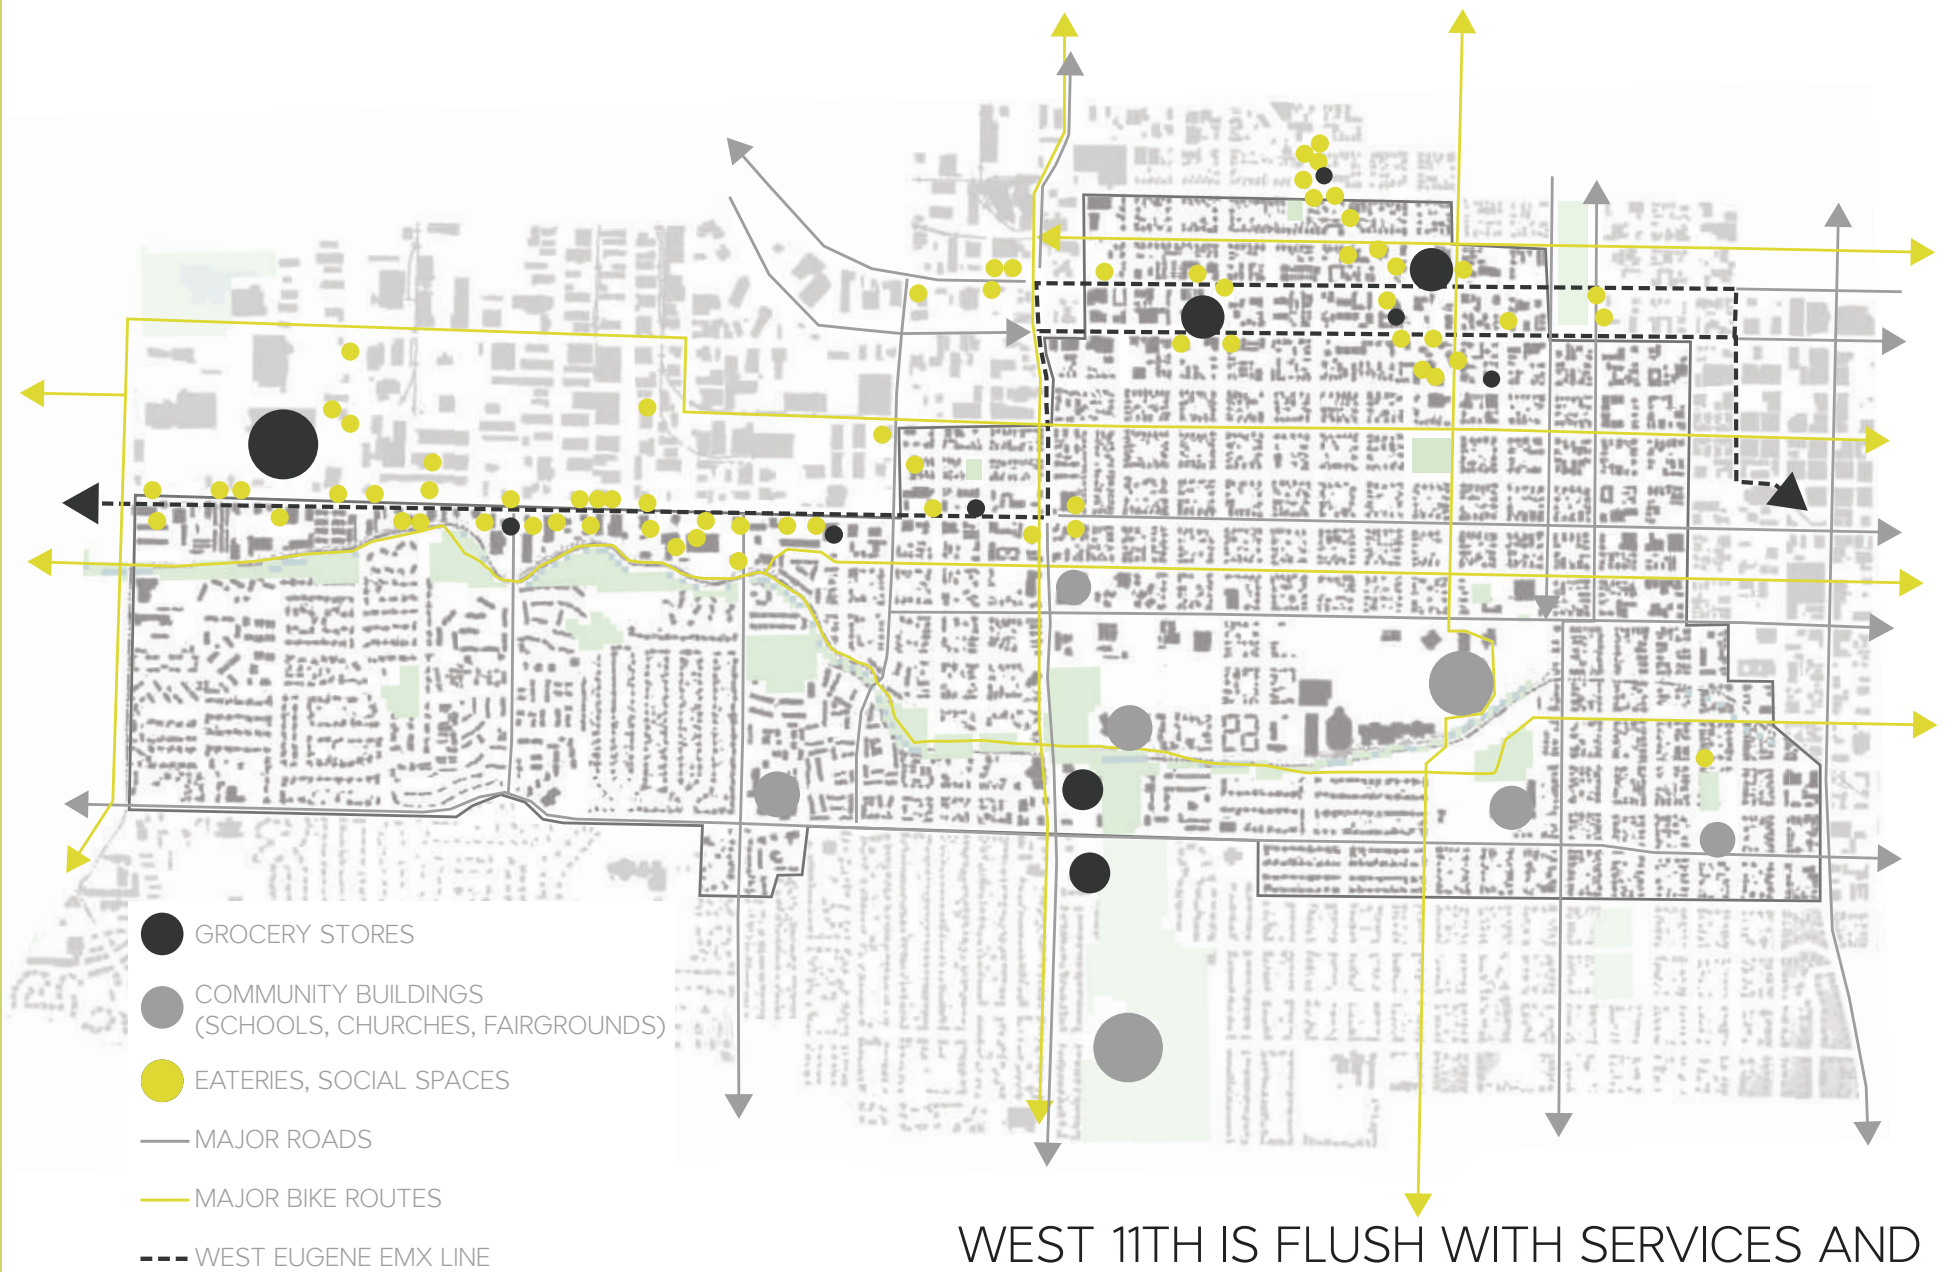 GROCERY STORES
COMMUNITY BUILDINGS
(SCHOOLS, CHURCHES, FAIRGROUNDS)
EATERIES, SOCIAL SPACES
MAJOR ROADS
MAJOR BIKE ROUTES
WEST EUGENE EMX LINE
WEST 11TH IS FLUSH WITH SERVICES AND